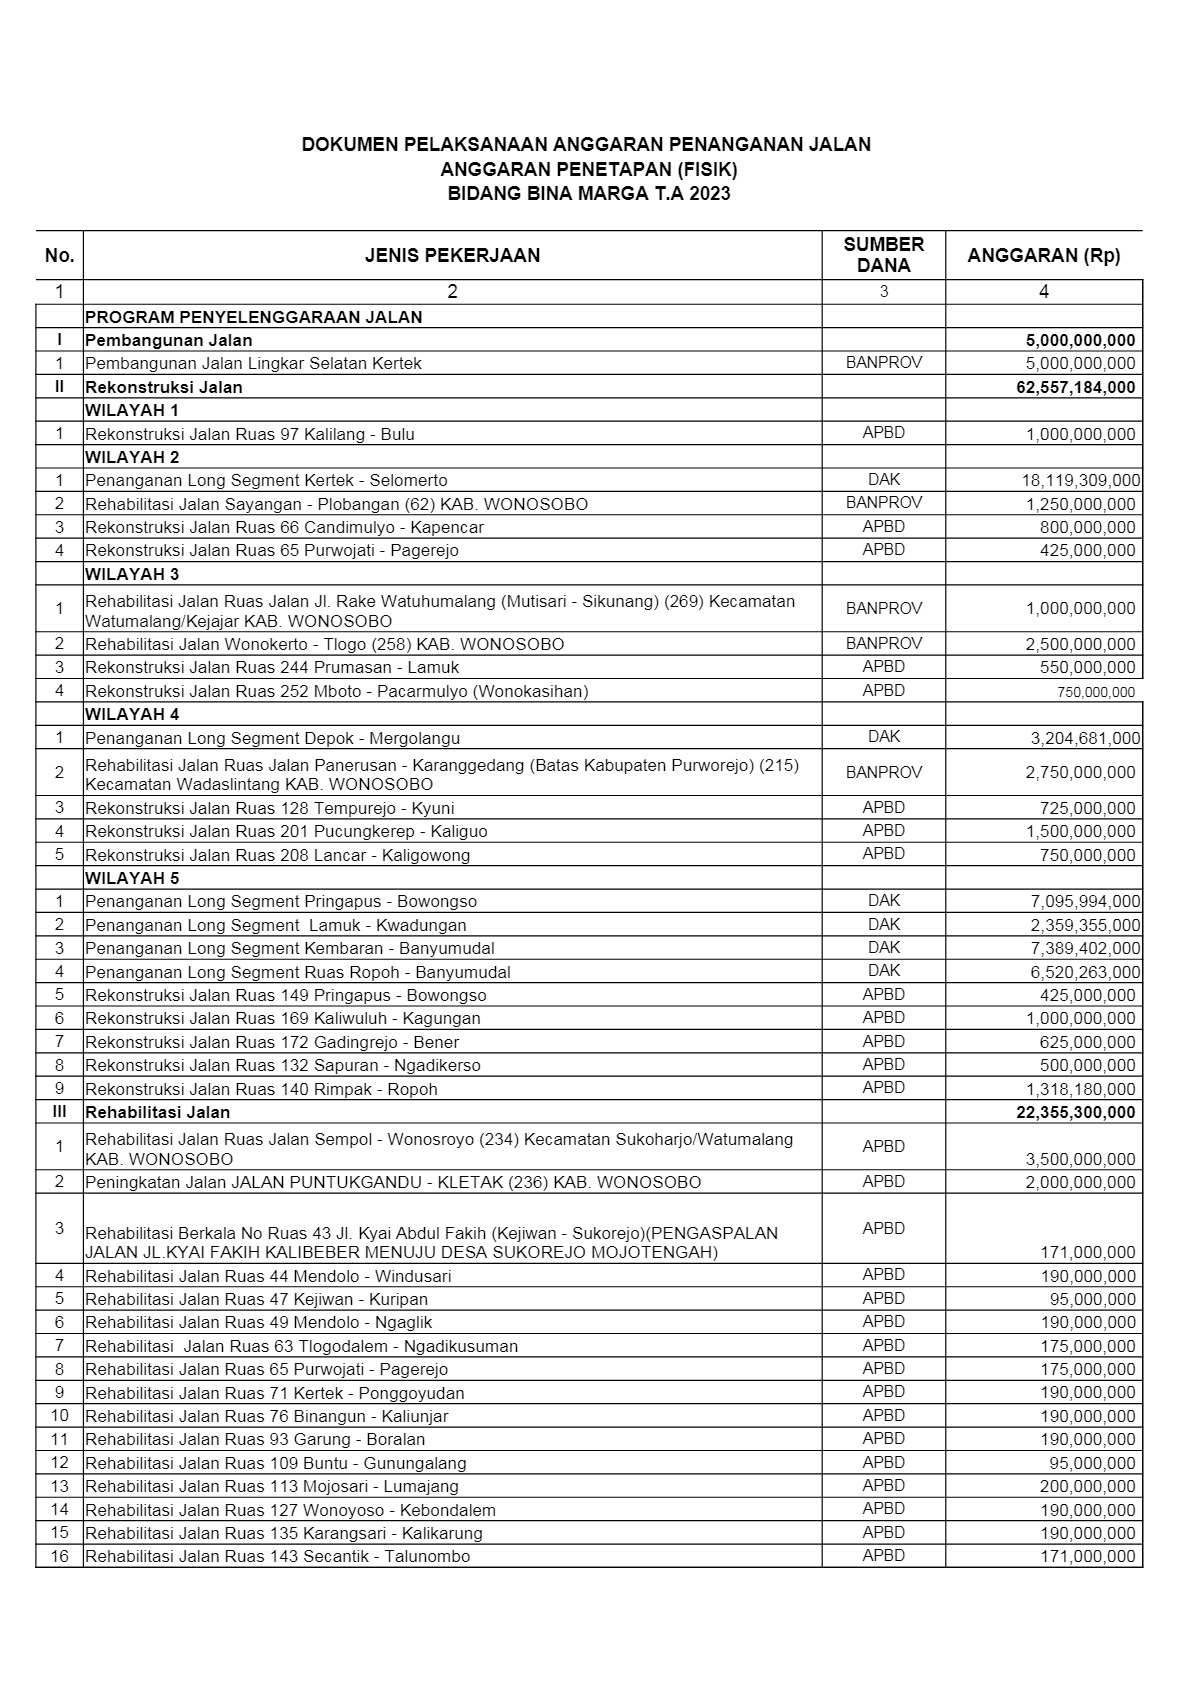 DOKUMEN PELAKSANAAN ANGGARAN PENANGANAN JALAN
ANGGARAN PENETAPAN (FISIK)
BIDANG BINA MARGA T.A 2023
No. JENIS PEKERJAAN SUMBER DANA ANGGARAN (Rp)
1 2 3 4
PROGRAM PENYELENGGARAAN JALAN
I Pembangunan Jalan 5,000,000,000
1 Pembangunan Jalan Lingkar Selatan Kertek BANPROV 5,000,000,000
II Rekonstruksi Jalan 62,557,184,000
WILAYAH 1
1 Rekonstruksi Jalan Ruas 97 Kalilang - Bulu APBD 1,000,000,000
WILAYAH 2
1 Penanganan Long Segment Kertek - Selomerto DAK 18,119,309,000
2 Rehabilitasi Jalan Sayangan - Plobangan (62) KAB. WONOSOBO BANPROV 1,250,000,000
3 Rekonstruksi Jalan Ruas 66 Candimulyo - Kapencar APBD 800,000,000
4 Rekonstruksi Jalan Ruas 65 Purwojati - Pagerejo APBD 425,000,000
WILAYAH 3
1 Rehabilitasi Jalan Ruas Jalan Jl. Rake Watuhumalang (Mutisari - Sikunang) (269) Kecamatan
Watumalang/Kejajar KAB. WONOSOBO BANPROV 1,000,000,000
2 Rehabilitasi Jalan Wonokerto - Tlogo (258) KAB. WONOSOBO BANPROV 2,500,000,000
3 Rekonstruksi Jalan Ruas 244 Prumasan - Lamuk APBD 550,000,000
4 Rekonstruksi Jalan Ruas 252 Mboto - Pacarmulyo (Wonokasihan) APBD 750,000,000
WILAYAH 4
1 Penanganan Long Segment Depok - Mergolangu DAK 3,204,681,000
2 Rehabilitasi Jalan Ruas Jalan Panerusan - Karanggedang (Batas Kabupaten Purworejo) (215)
Kecamatan Wadaslintang KAB. WONOSOBO BANPROV 2,750,000,000
3 Rekonstruksi Jalan Ruas 128 Tempurejo - Kyuni APBD 725,000,000
4 Rekonstruksi Jalan Ruas 201 Pucungkerep - Kaliguo APBD 1,500,000,000
5 Rekonstruksi Jalan Ruas 208 Lancar - Kaligowong APBD 750,000,000
WILAYAH 5
1 Penanganan Long Segment Pringapus - Bowongso DAK 7,095,994,000
2 Penanganan Long Segment  Lamuk - Kwadungan DAK 2,359,355,000
3 Penanganan Long Segment Kembaran - Banyumudal DAK 7,389,402,000
4 Penanganan Long Segment Ruas Ropoh - Banyumudal DAK 6,520,263,000
5 Rekonstruksi Jalan Ruas 149 Pringapus - Bowongso APBD 425,000,000
6 Rekonstruksi Jalan Ruas 169 Kaliwuluh - Kagungan APBD 1,000,000,000
7 Rekonstruksi Jalan Ruas 172 Gadingrejo - Bener APBD 625,000,000
8 Rekonstruksi Jalan Ruas 132 Sapuran - Ngadikerso APBD 500,000,000
9 Rekonstruksi Jalan Ruas 140 Rimpak - Ropoh APBD 1,318,180,000
III Rehabilitasi Jalan 22,355,300,000
1 Rehabilitasi Jalan Ruas Jalan Sempol - Wonosroyo (234) Kecamatan Sukoharjo/Watumalang
KAB. WONOSOBO APBD 3,500,000,000
2 Peningkatan Jalan JALAN PUNTUKGANDU - KLETAK (236) KAB. WONOSOBO APBD 2,000,000,000
3 Rehabilitasi Berkala No Ruas 43 Jl. Kyai Abdul Fakih (Kejiwan - Sukorejo)(PENGASPALAN
JALAN JL.KYAI FAKIH KALIBEBER MENUJU DESA SUKOREJO MOJOTENGAH) APBD 171,000,000
4 Rehabilitasi Jalan Ruas 44 Mendolo - Windusari APBD 190,000,000
5 Rehabilitasi Jalan Ruas 47 Kejiwan - Kuripan APBD 95,000,000
6 Rehabilitasi Jalan Ruas 49 Mendolo - Ngaglik APBD 190,000,000
7 Rehabilitasi  Jalan Ruas 63 Tlogodalem - Ngadikusuman APBD 175,000,000
8 Rehabilitasi Jalan Ruas 65 Purwojati - Pagerejo APBD 175,000,000
9 Rehabilitasi Jalan Ruas 71 Kertek - Ponggoyudan APBD 190,000,000
10 Rehabilitasi Jalan Ruas 76 Binangun - Kaliunjar APBD 190,000,000
11 Rehabilitasi Jalan Ruas 93 Garung - Boralan APBD 190,000,000
12 Rehabilitasi Jalan Ruas 109 Buntu - Gunungalang APBD 95,000,000
13 Rehabilitasi Jalan Ruas 113 Mojosari - Lumajang APBD 200,000,000
14 Rehabilitasi Jalan Ruas 127 Wonoyoso - Kebondalem APBD 190,000,000
15 Rehabilitasi Jalan Ruas 135 Karangsari - Kalikarung APBD 190,000,000
16 Rehabilitasi Jalan Ruas 143 Secantik - Talunombo APBD 171,000,000